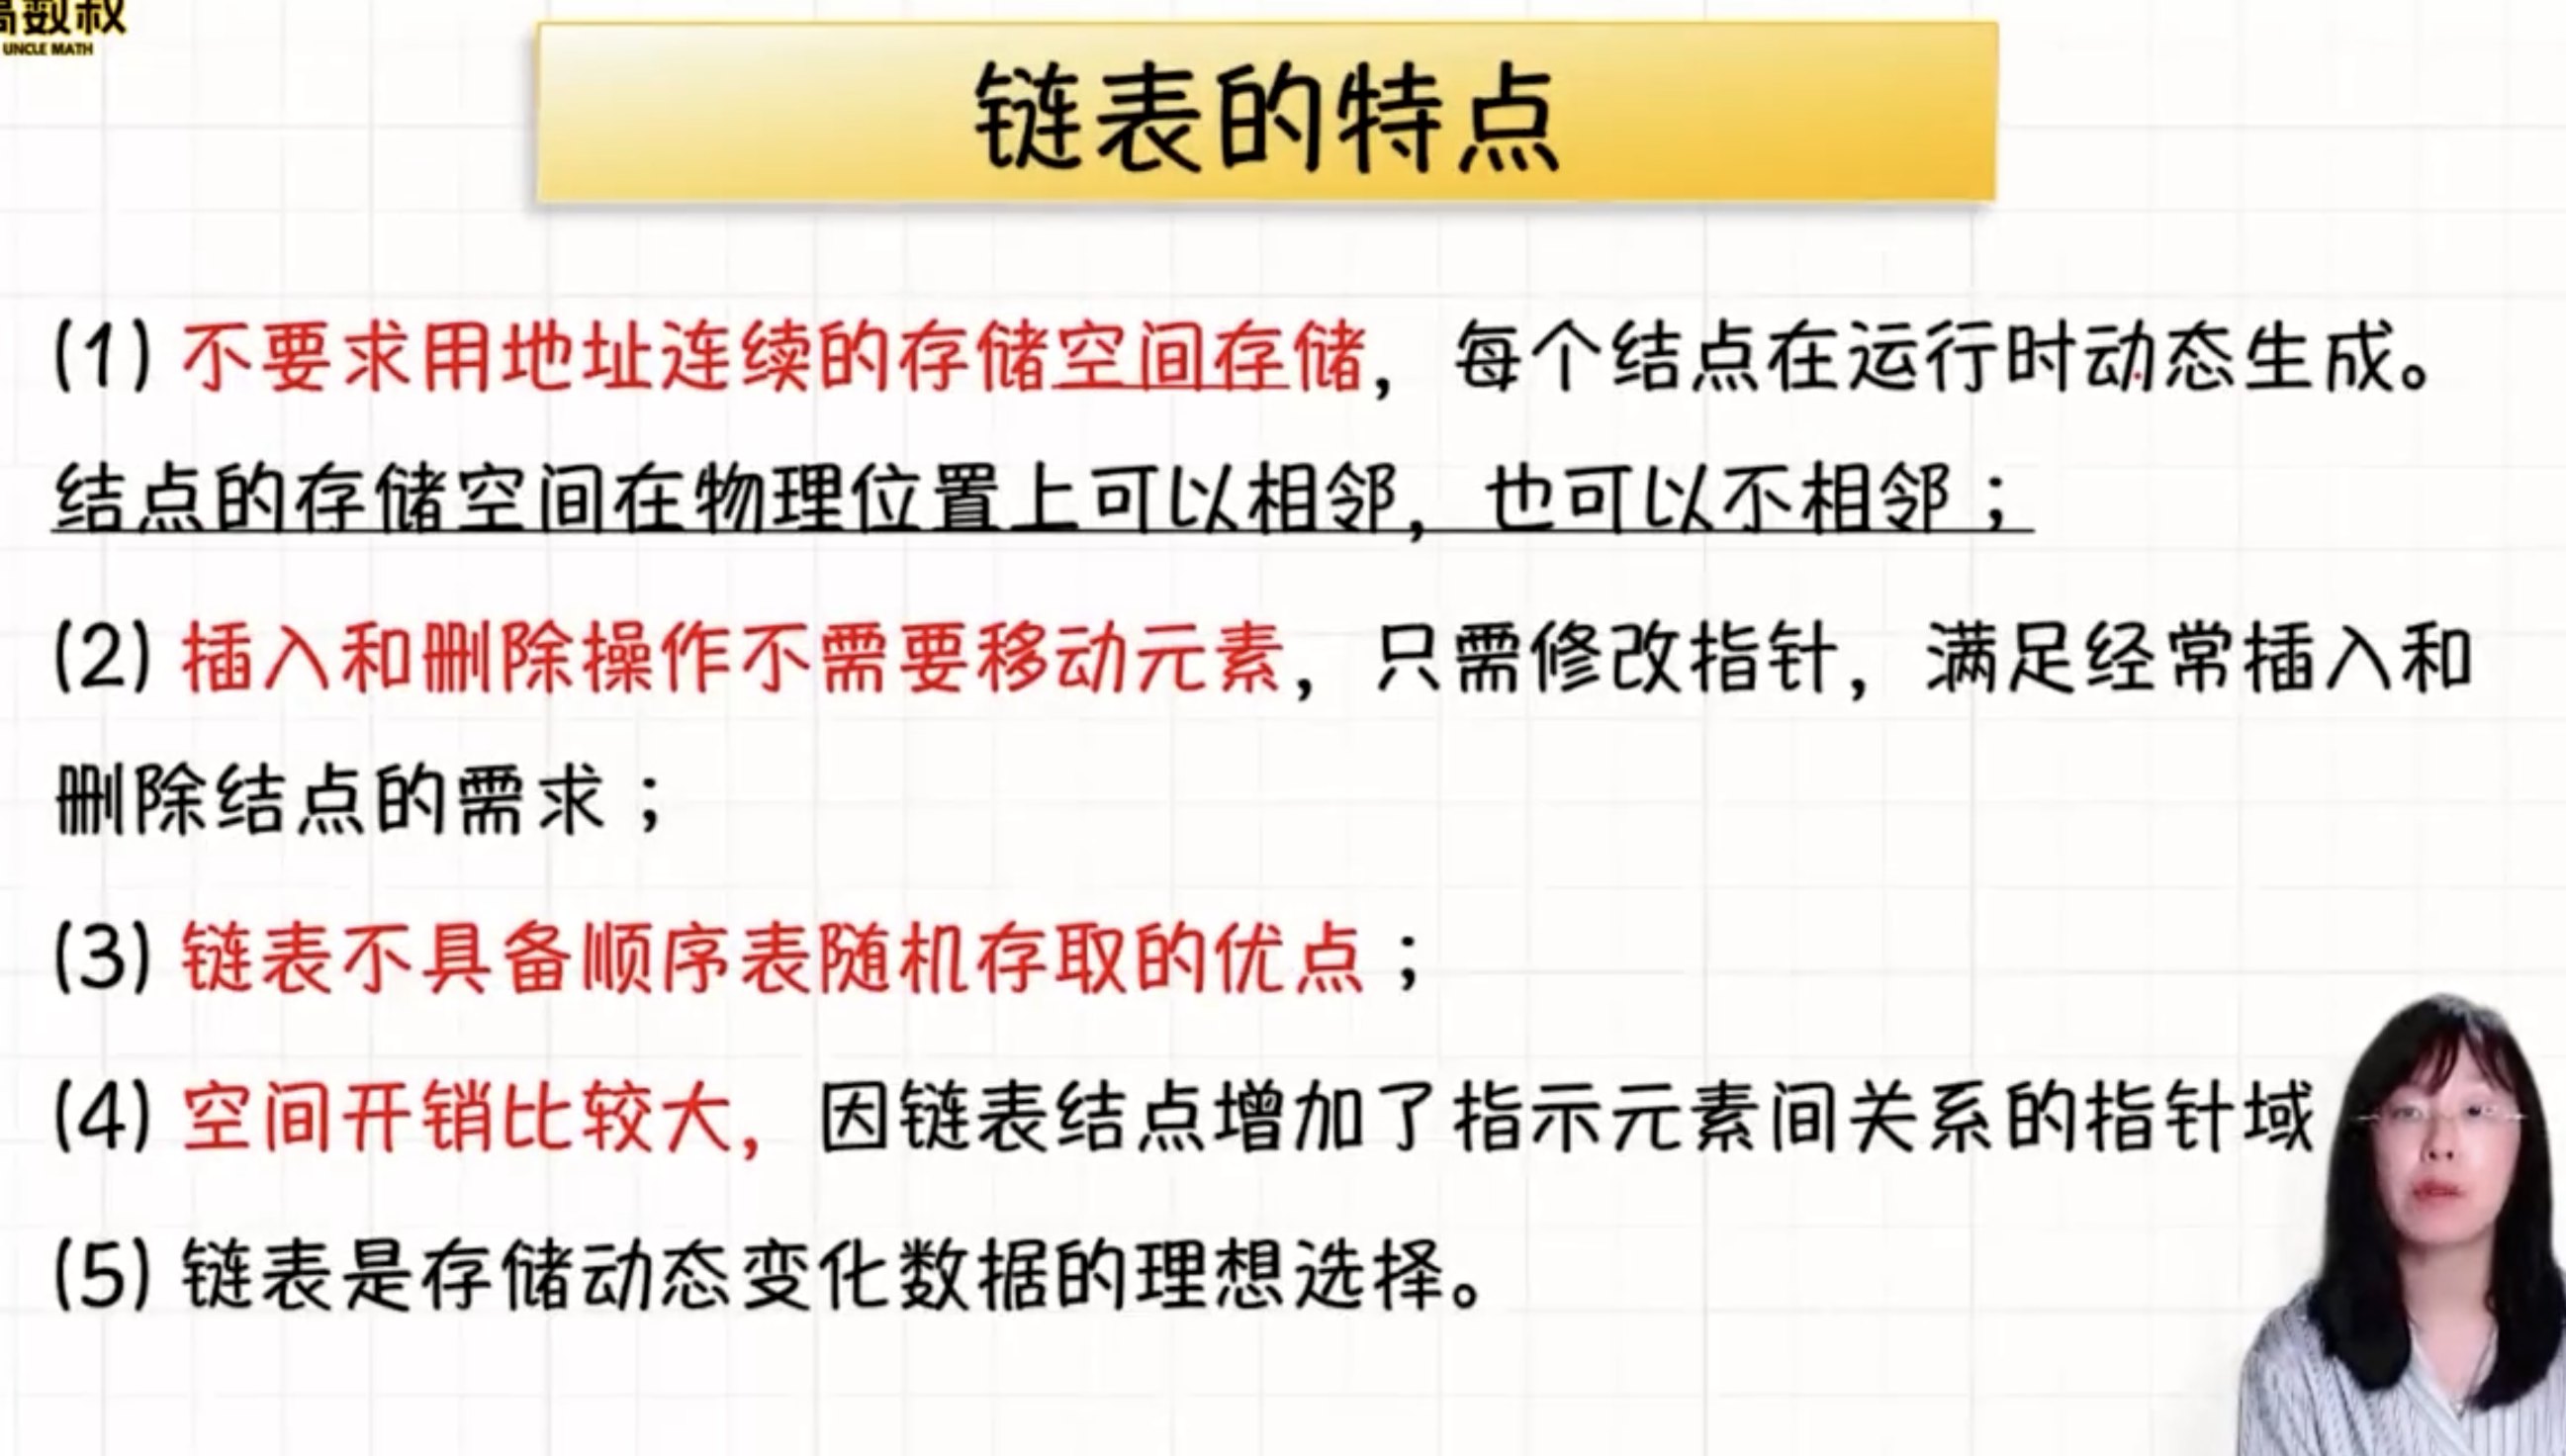 高数叔
UNCLE MATH
链表的特点
(1) 不要求用地址连续的存储空间存储，每个结点在运行时动态生成。
结点的存储空间在物理位置上可以相邻，也可以不相邻；
(2) 插入和删除操作不需要移动元素，只需修改指针，满足经常插入和
删除结点的需求；
(3) 链表不具备顺序表随机存取的优点；
(4) 空间开销比较大，因链表结点增加了指示元素间关系的指针域
(5) 链表是存储动态变化数据的理想选择。